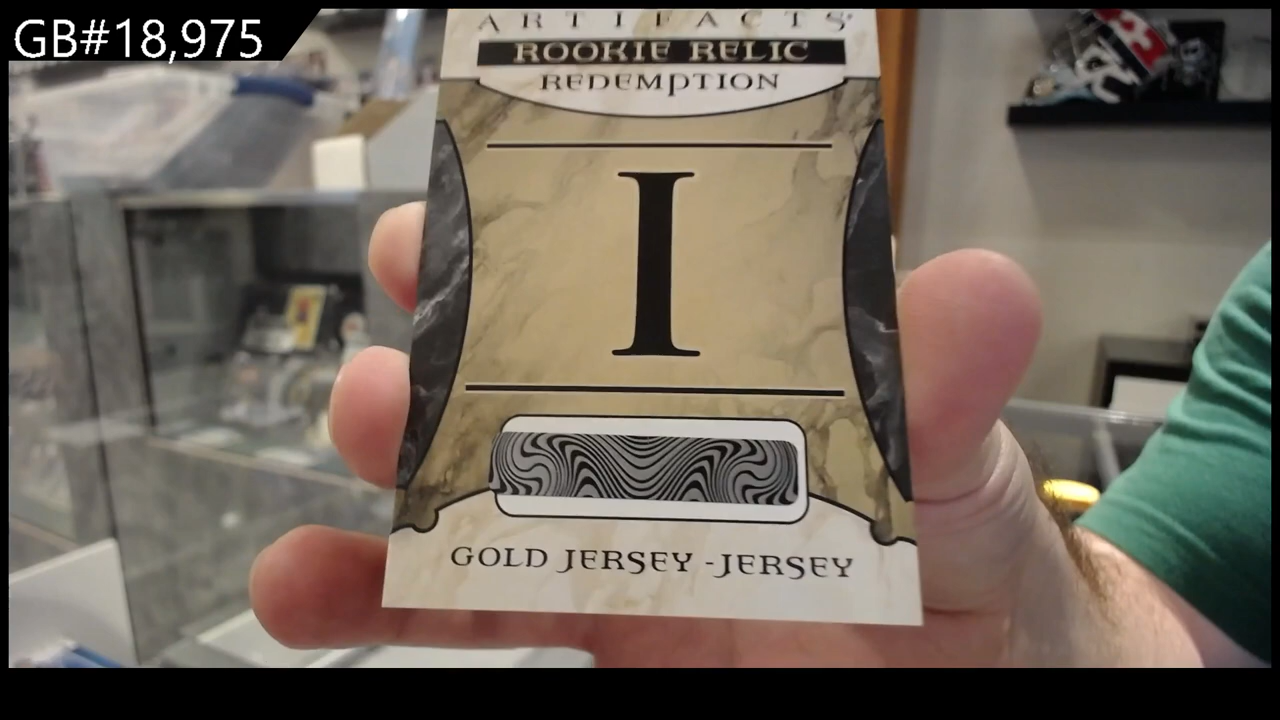 GB#18,975
ARTIFACTS
ROOKIE RELIC
REDEMPTION
I
GOLD JERSEY -JERSEY